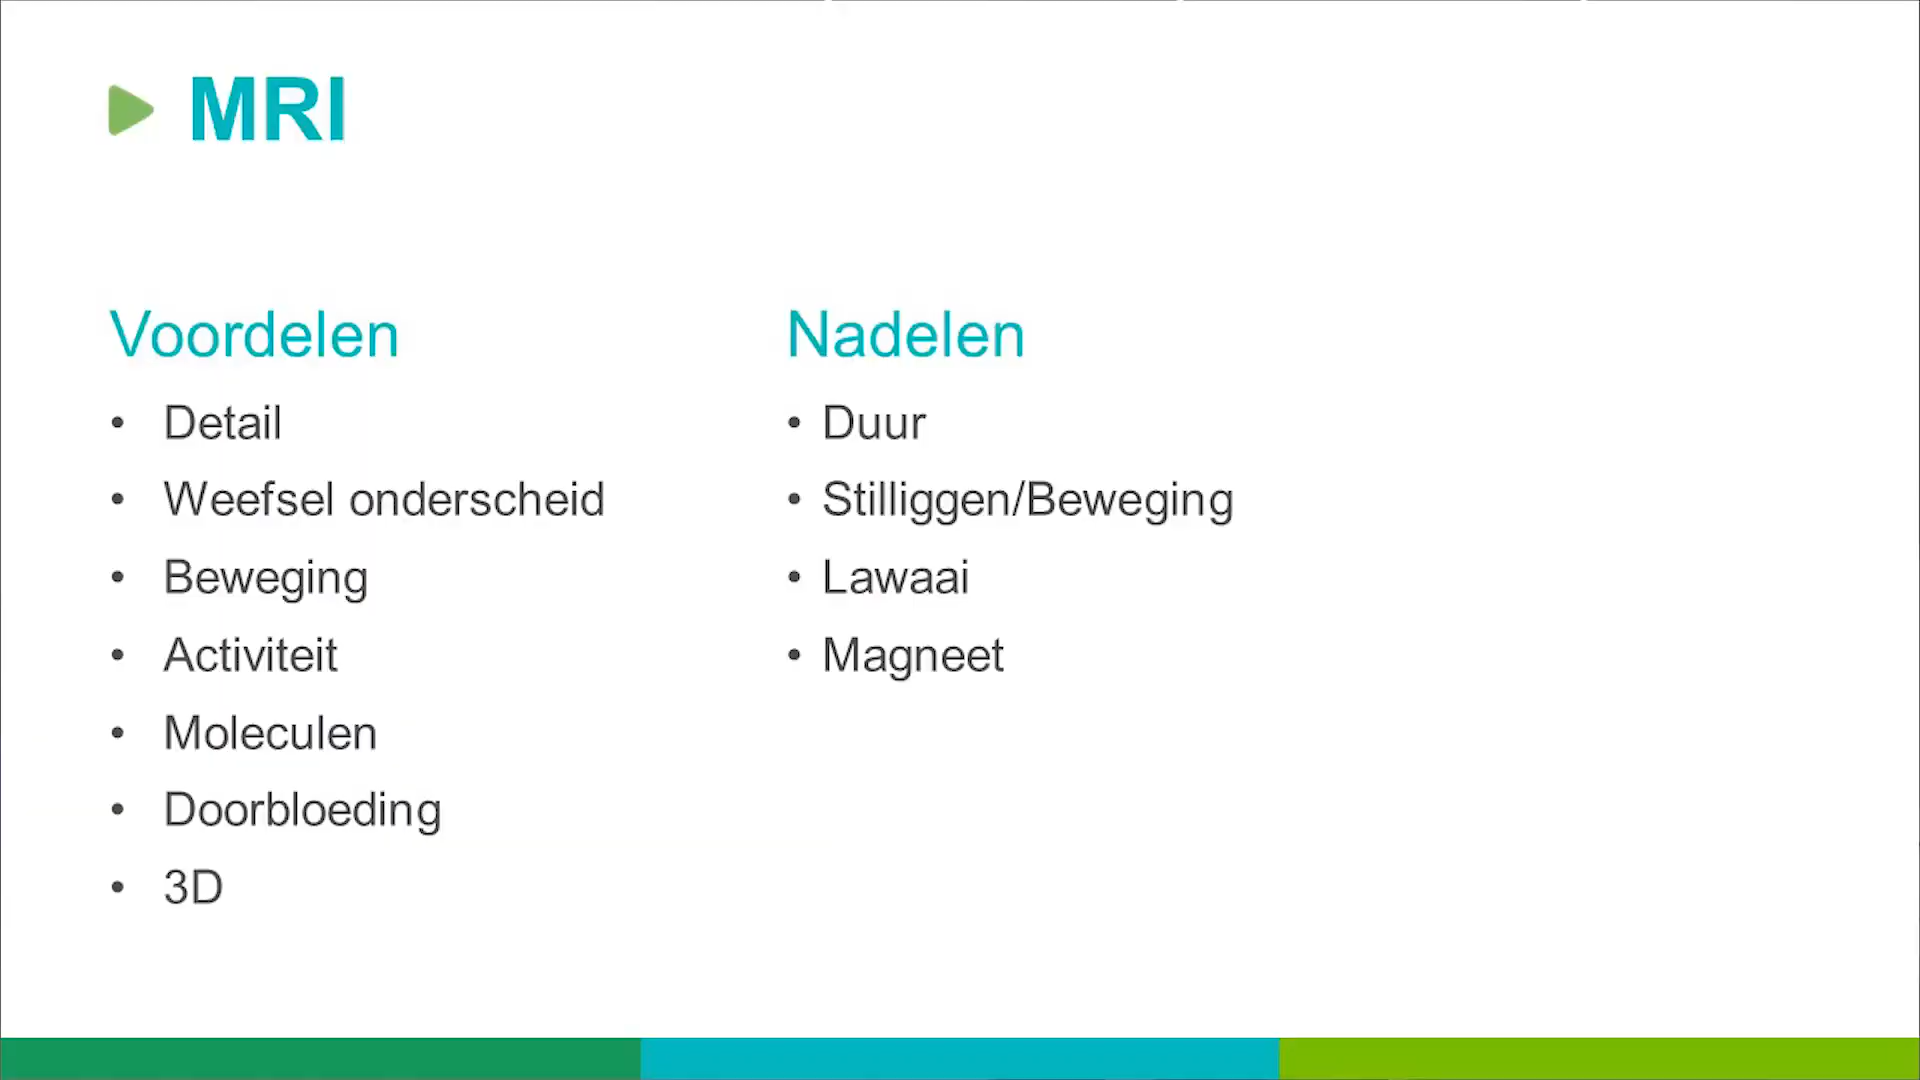 MRI
Voordelen
• Detail
• Weefsel onderscheid
• Beweging
• Activiteit
• Moleculen
• Doorbloeding
• 3D
Nadelen
• Duur
• Stilliggen/Beweging
• Lawaai
• Magneet